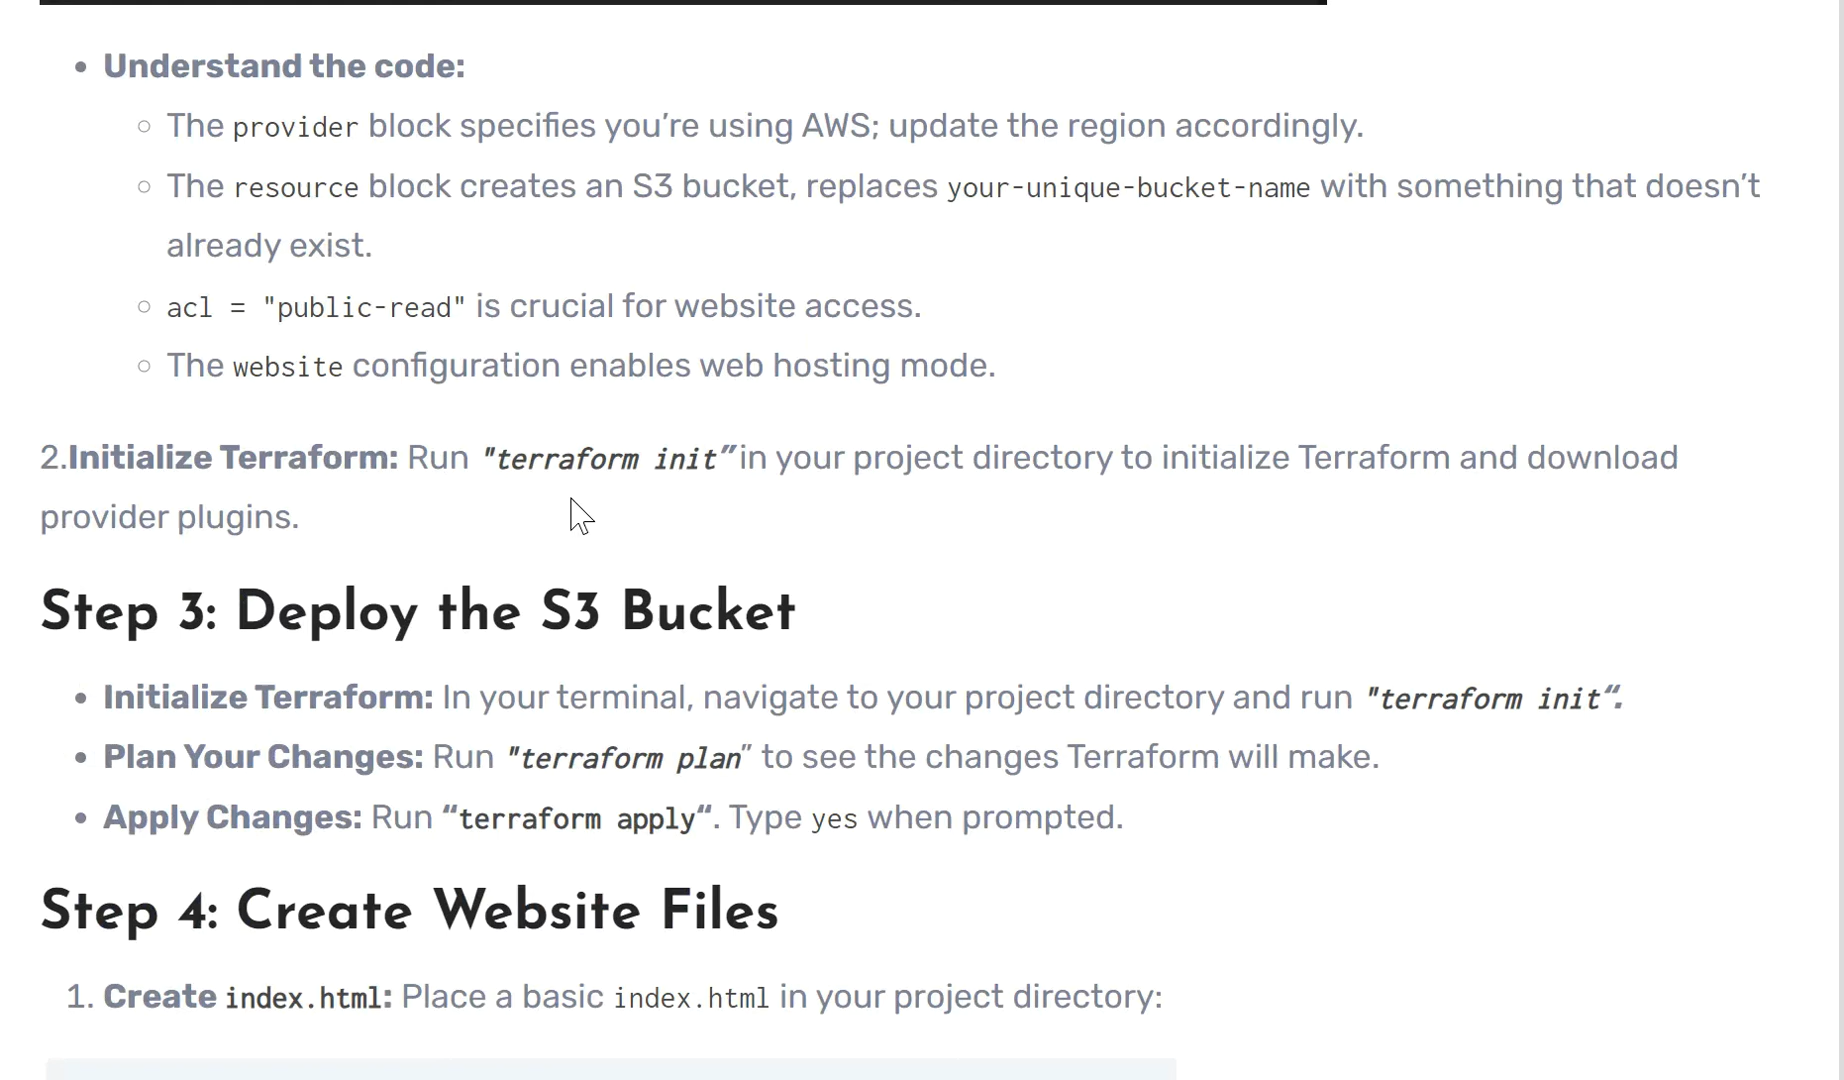 • Understand the code:
○ The provider block specifies you’re using AWS; update the region accordingly.
○ The resource block creates an S3 bucket, replaces your-unique-bucket-name with something that doesn’t
already exist.
○ acl = "public-read" is crucial for website access.
○ The website configuration enables web hosting mode.
2.Initialize Terraform: Run "terraform init” in your project directory to initialize Terraform and download
provider plugins.
Step 3: Deploy the S3 Bucket
• Initialize Terraform: In your terminal, navigate to your project directory and run "terraform init“.
• Plan Your Changes: Run "terraform plan” to see the changes Terraform will make.
• Apply Changes: Run “terraform apply“. Type yes when prompted.
Step 4: Create Website Files
1. Create index.html: Place a basic index.html in your project directory: